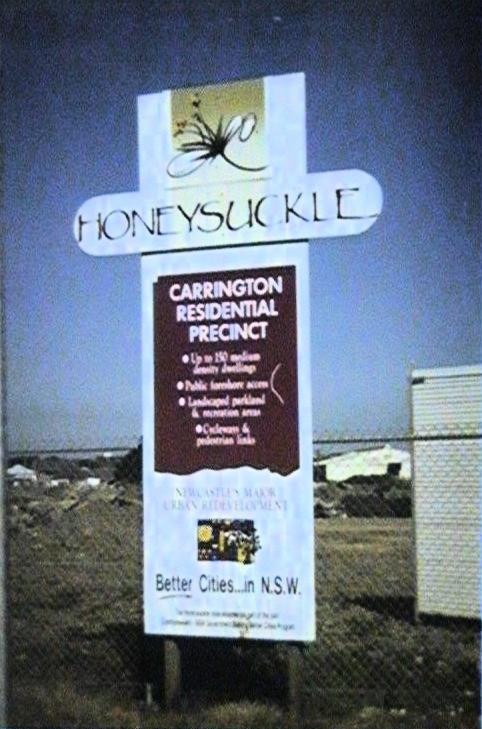 HONEYSUCKLE
CARRINGTON
RESIDENTIAL
PRECINCT
Up to 150 medium
density dwellings
Public foreshore access
Landscaped parkland
& recreation areas
Cycleways &
pedestrian links
NEWCASTLE'S MAJOR
URBAN REDEVELOPMENT
Better Cities...in N.S.W.